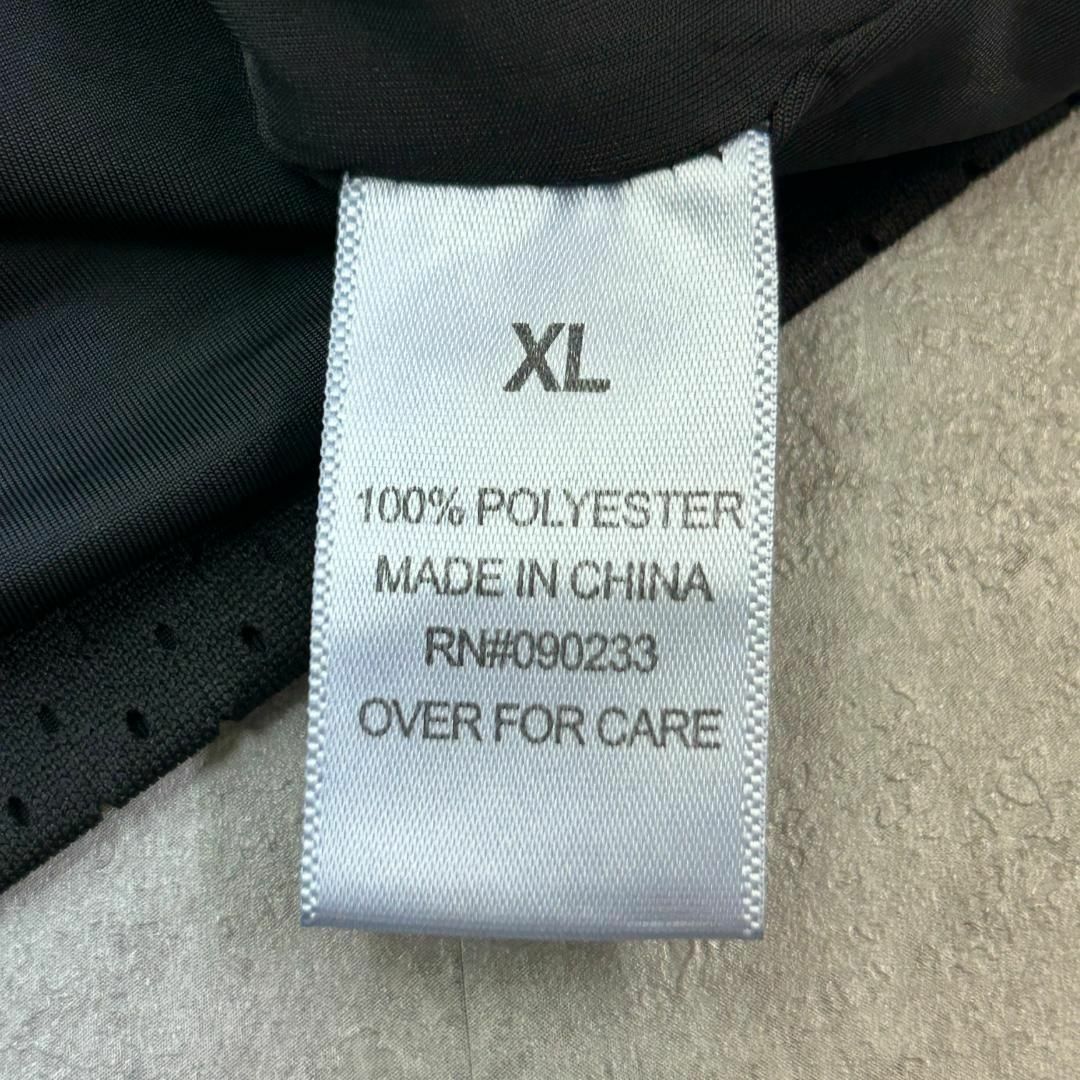 XL
100% POLYESTER
MADE IN CHINA
RN#090233
OVER FOR CARE